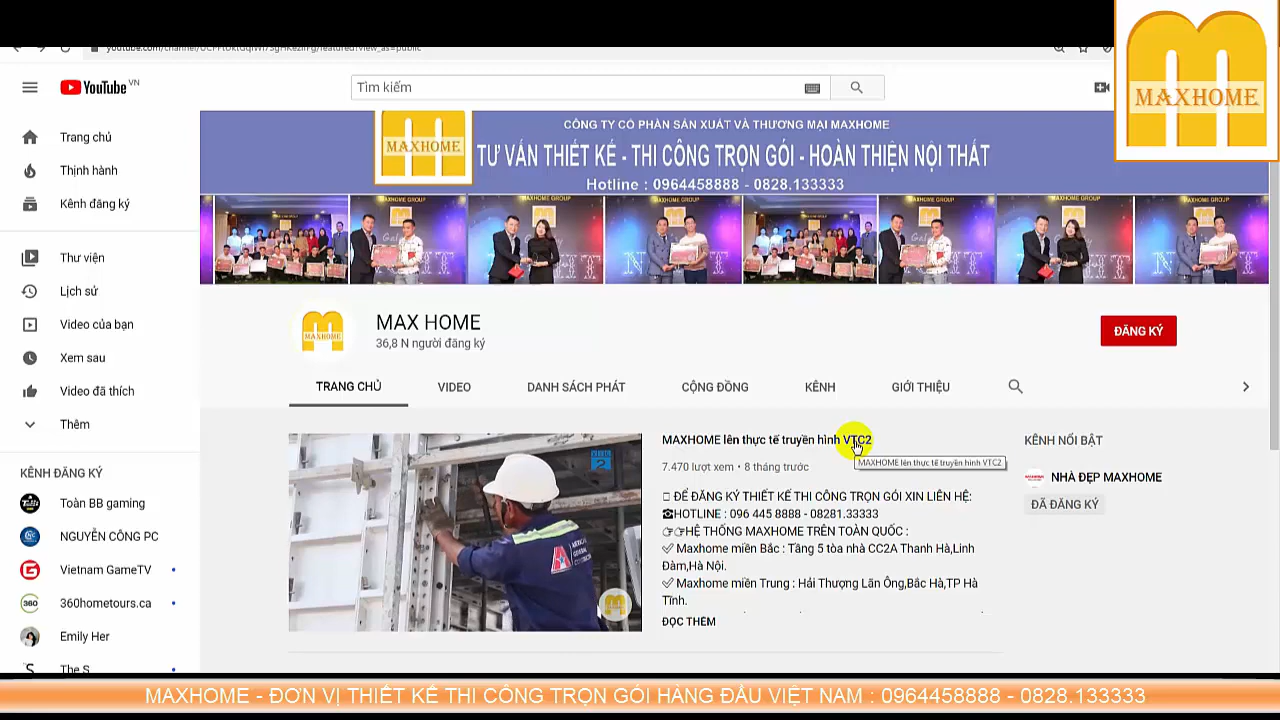 MAXHOME
YouTube VN
Tìm kiếm
Trang chủ
Thịnh hành
Kênh đăng ký
Thư viện
Lịch sử
Video của bạn
Xem sau
Video đã thích
Thêm
KÊNH ĐĂNG KÝ
Toàn BB gaming
NGUYỄN CÔNG PC
Vietnam GameTV
360hometours.ca
Emily Her
The S
MAXHOME
CÔNG TY CỔ PHẦN SẢN XUẤT VÀ THƯƠNG MẠI MAXHOME
TƯ VẤN THIẾT KẾ - THI CÔNG TRỌN GÓI - HOÀN THIỆN NỘI THẤT
Hotline : 0964458888 - 0828.133333
MAXHOME
MAX HOME
36,8 N người đăng ký
ĐĂNG KÝ
TRANG CHỦ
VIDEO
DANH SÁCH PHÁT
CỘNG ĐỒNG
KÊNH
GIỚI THIỆU
MAXHOME lên thực tế truyền hình VTC2
MAXHOME lên thực tế truyền hình VTC2
7.470 lượt xem • 8 tháng trước
ĐỂ ĐĂNG KÝ THIẾT KẾ THI CÔNG TRỌN GÓI XIN LIÊN HỆ:
☎HOTLINE : 096 445 8888 - 08281.33333
👉👉HỆ THỐNG MAXHOME TRÊN TOÀN QUỐC :
✅ Maxhome miền Bắc : Tầng 5 tòa nhà CC2A Thanh Hà,Linh
Đàm,Hà Nội.
✅ Maxhome miền Trung : Hải Thượng Lãn Ông,Bắc Hà,TP Hà
Tĩnh.
ĐỌC THÊM
KÊNH NỔI BẬT
NHÀ ĐẸP MAXHOME
ĐÃ ĐĂNG KÝ
MAXHOME - ĐƠN VỊ THIẾT KẾ THI CÔNG TRỌN GÓI HÀNG ĐẦU VIỆT NAM : 0964458888 - 0828.133333